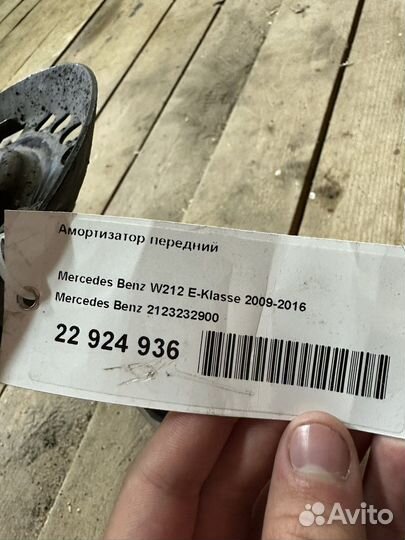 Амортизатор передний
Mercedes Benz W212 E-Klasse 2009-2016
Mercedes Benz 2123232900
22 924 936
Avito